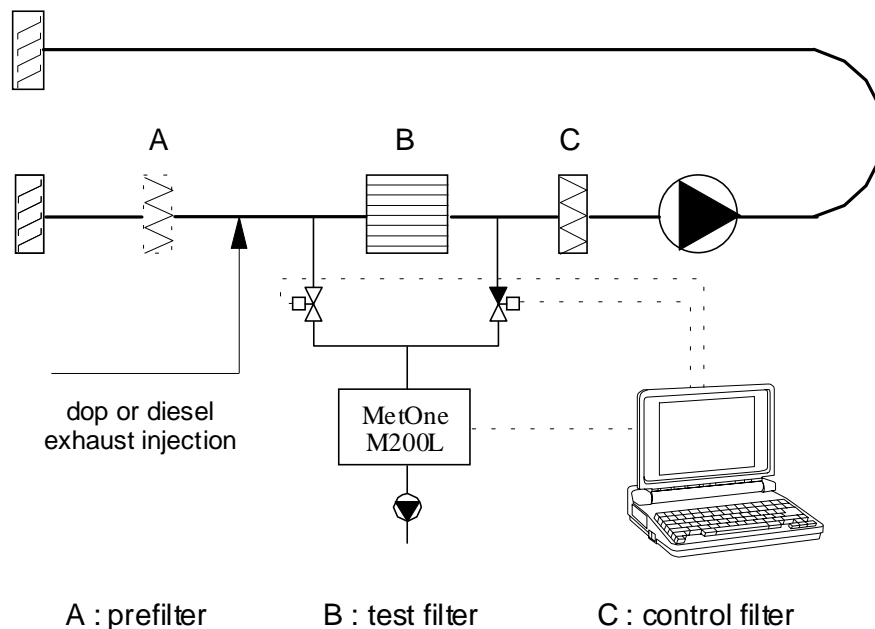 A
B
C
dop or diesel
exhaust injection
MetOne
M200L
A : prefilter B : test filter C : control filter